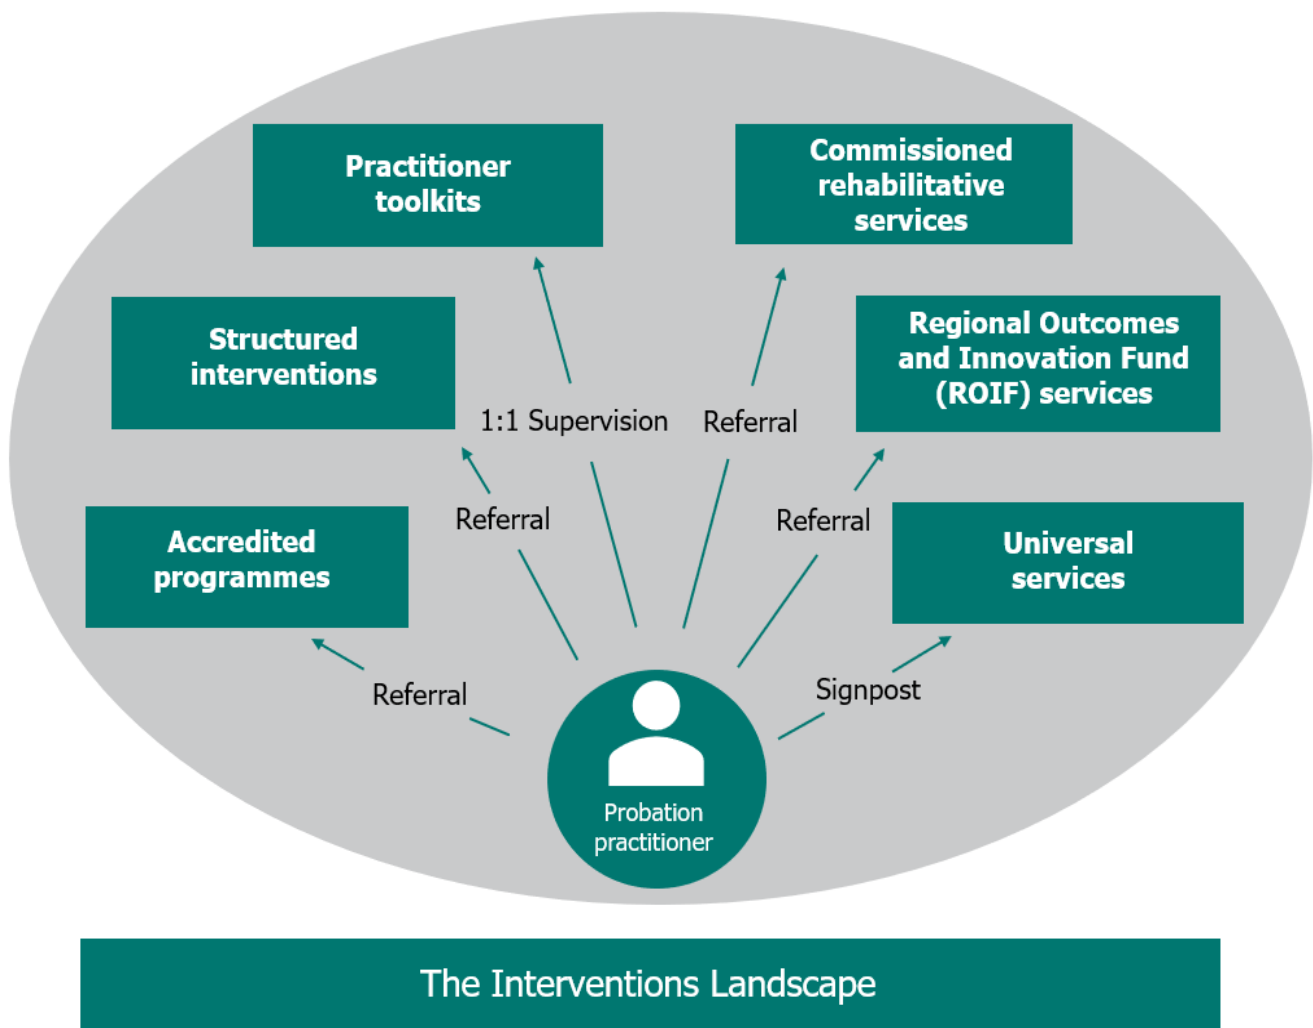 Practitioner
toolkits
Commissioned
rehabilitative
services
Structured
interventions
Regional Outcomes
and Innovation Fund
(ROIF) services
1:1 Supervision
Referral
Referral
Referral
Accredited
programmes
Universal
services
Referral
Signpost
Probation
practitioner
The Interventions Landscape